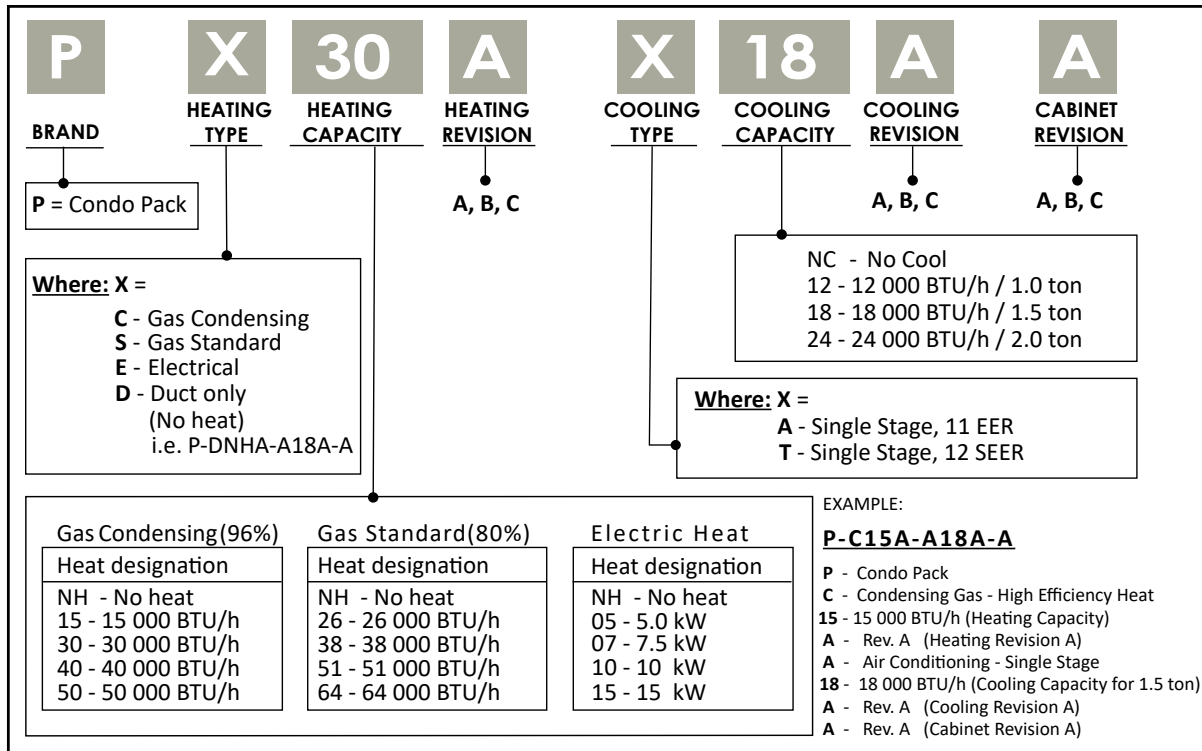 P X 30 A X 18 A A
BRAND
HEATING TYPE
HEATING CAPACITY
HEATING REVISION
COOLING TYPE
COOLING CAPACITY
COOLING REVISION
CABINET REVISION
P = Condo Pack
A, B, C
A, B, C
A, B, C
Where: X =
C - Gas Condensing
S - Gas Standard
E - Electrical
D - Duct only
(No heat)
i.e. P-DNHA-A18A-A
NC - No Cool
12 - 12 000 BTU/h / 1.0 ton
18 - 18 000 BTU/h / 1.5 ton
24 - 24 000 BTU/h / 2.0 ton
Where: X =
A - Single Stage, 11 EER
T - Single Stage, 12 SEER
Gas Condensing(96%)
Heat designation
NH - No heat
15 - 15 000 BTU/h
30 - 30 000 BTU/h
40 - 40 000 BTU/h
50 - 50 000 BTU/h
Gas Standard(80%)
Heat designation
NH - No heat
26 - 26 000 BTU/h
38 - 38 000 BTU/h
51 - 51 000 BTU/h
64 - 64 000 BTU/h
Electric Heat
Heat designation
NH - No heat
05 - 5.0 kW
07 - 7.5 kW
10 - 10 kW
15 - 15 kW
EXAMPLE:
P-C15A-A18A-A
P - Condo Pack
C - Condensing Gas - High Efficiency Heat
15 - 15 000 BTU/h (Heating Capacity)
A - Rev. A (Heating Revision A)
A - Air Conditioning - Single Stage
18 - 18 000 BTU/h (Cooling Capacity for 1.5 ton)
A - Rev. A (Cooling Revision A)
A - Rev. A (Cabinet Revision A)